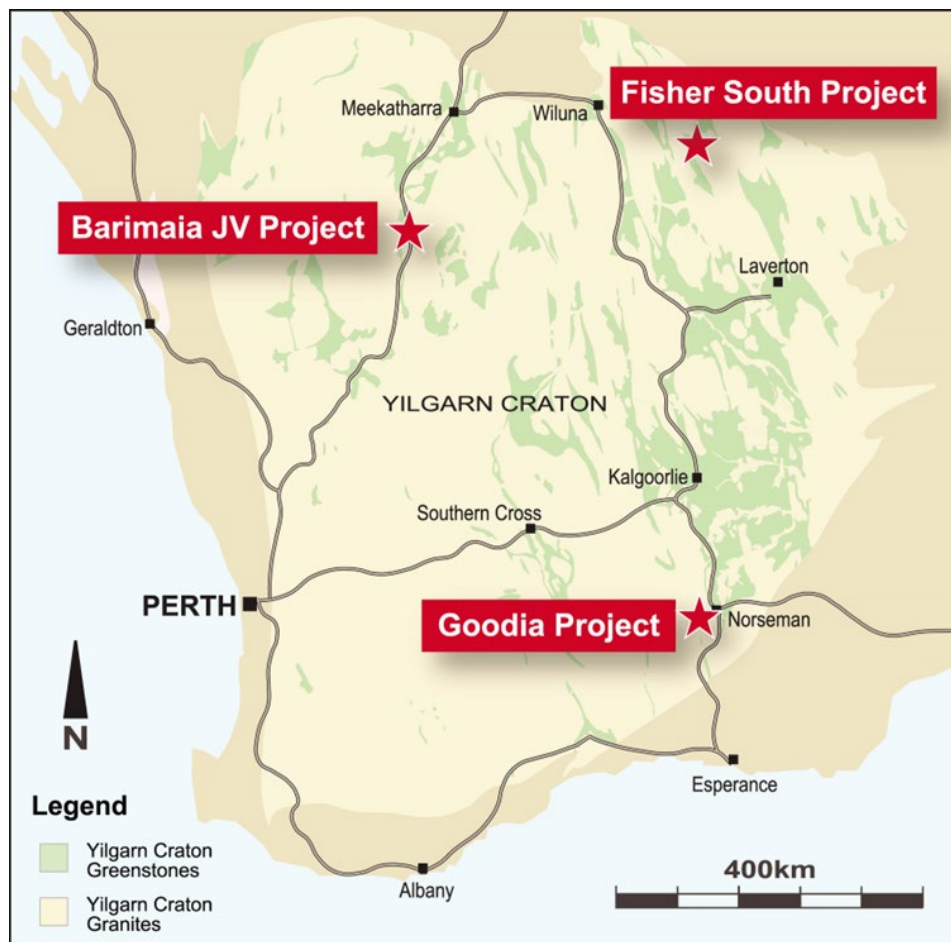 Fisher South Project
Meekatharra
Wiluna
Barimaia JV Project
Laverton
Geraldton
YILGARN CRATON
Kalgoorlie
Southern Cross
PERTH
Goodia Project
Norseman
N
Esperance
Legend
Yilgarn Craton
Greenstones
Yilgarn Craton
Granites
Albany
400km